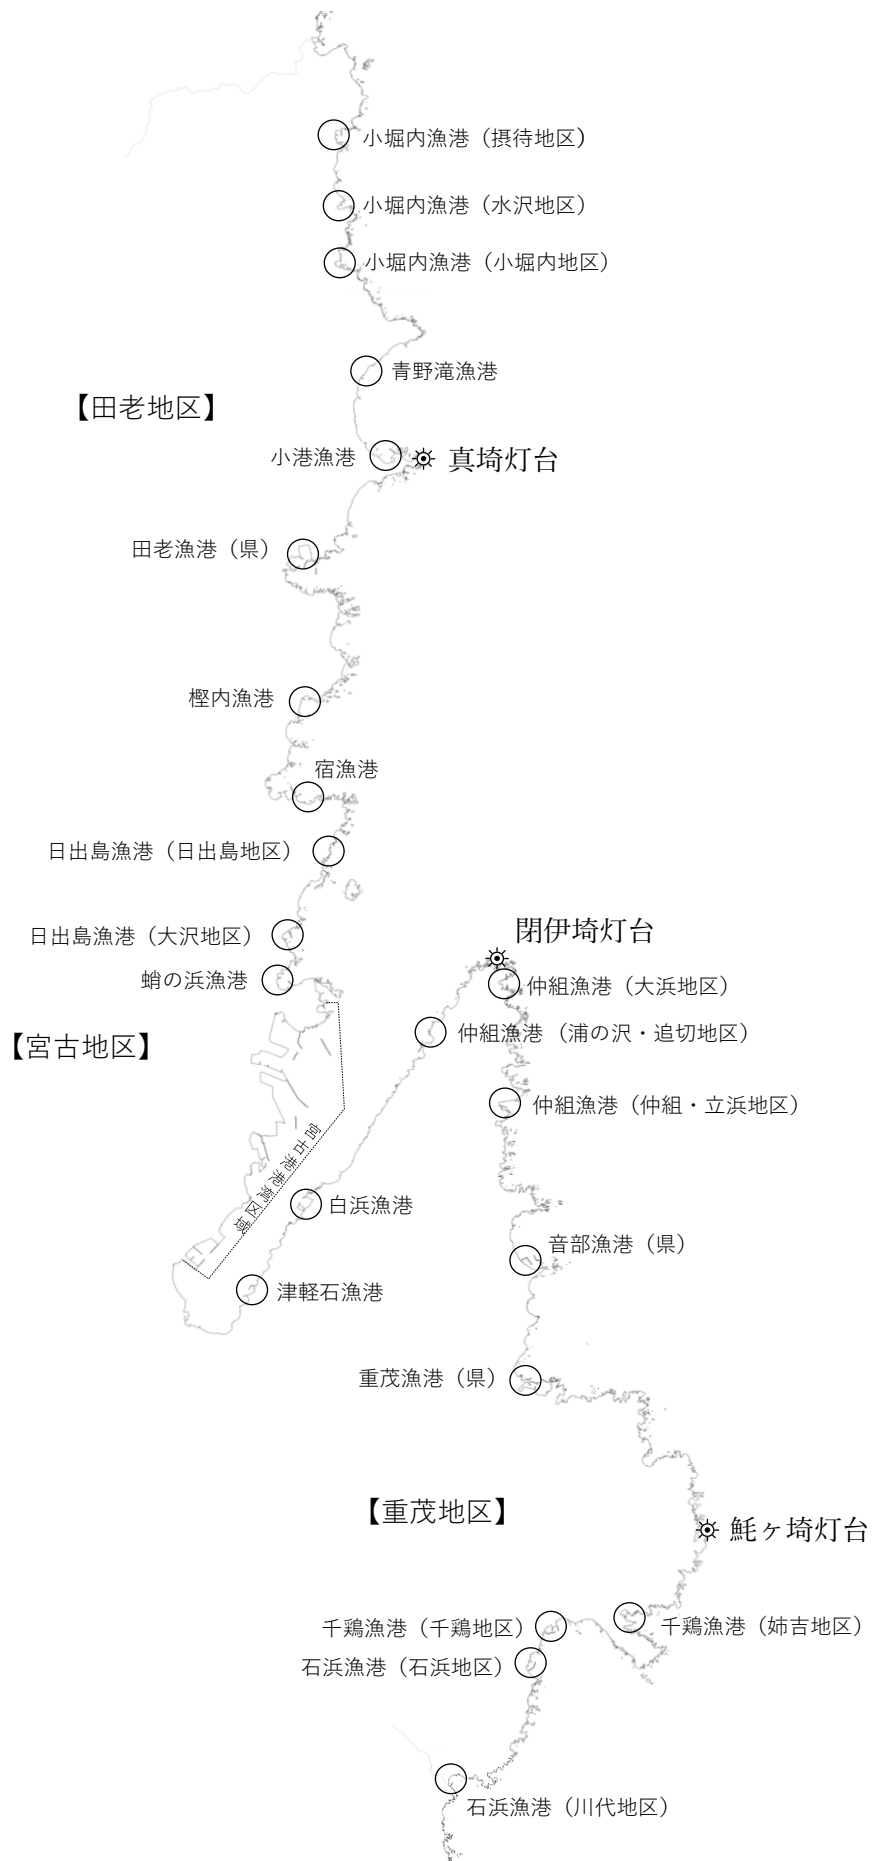 小堀内漁港（摂待地区）
小堀内漁港（水沢地区）
小堀内漁港（小堀内地区）
青野滝漁港
【田老地区】
小港漁港
真埼灯台
田老漁港（県）
樫内漁港
宿漁港
日出島漁港（日出島地区）
閉伊埼灯台
日出島漁港（大沢地区）
蛸の浜漁港
仲組漁港（大浜地区）
仲組漁港（浦の沢・追切地区）
【宮古地区】
仲組漁港（仲組・立浜地区）
宮古港港湾区域
白浜漁港
音部漁港（県）
津軽石漁港
重茂漁港（県）
【重茂地区】
魹ヶ埼灯台
千鶏漁港（千鶏地区）
千鶏漁港（姉吉地区）
石浜漁港（石浜地区）
石浜漁港（川代地区）